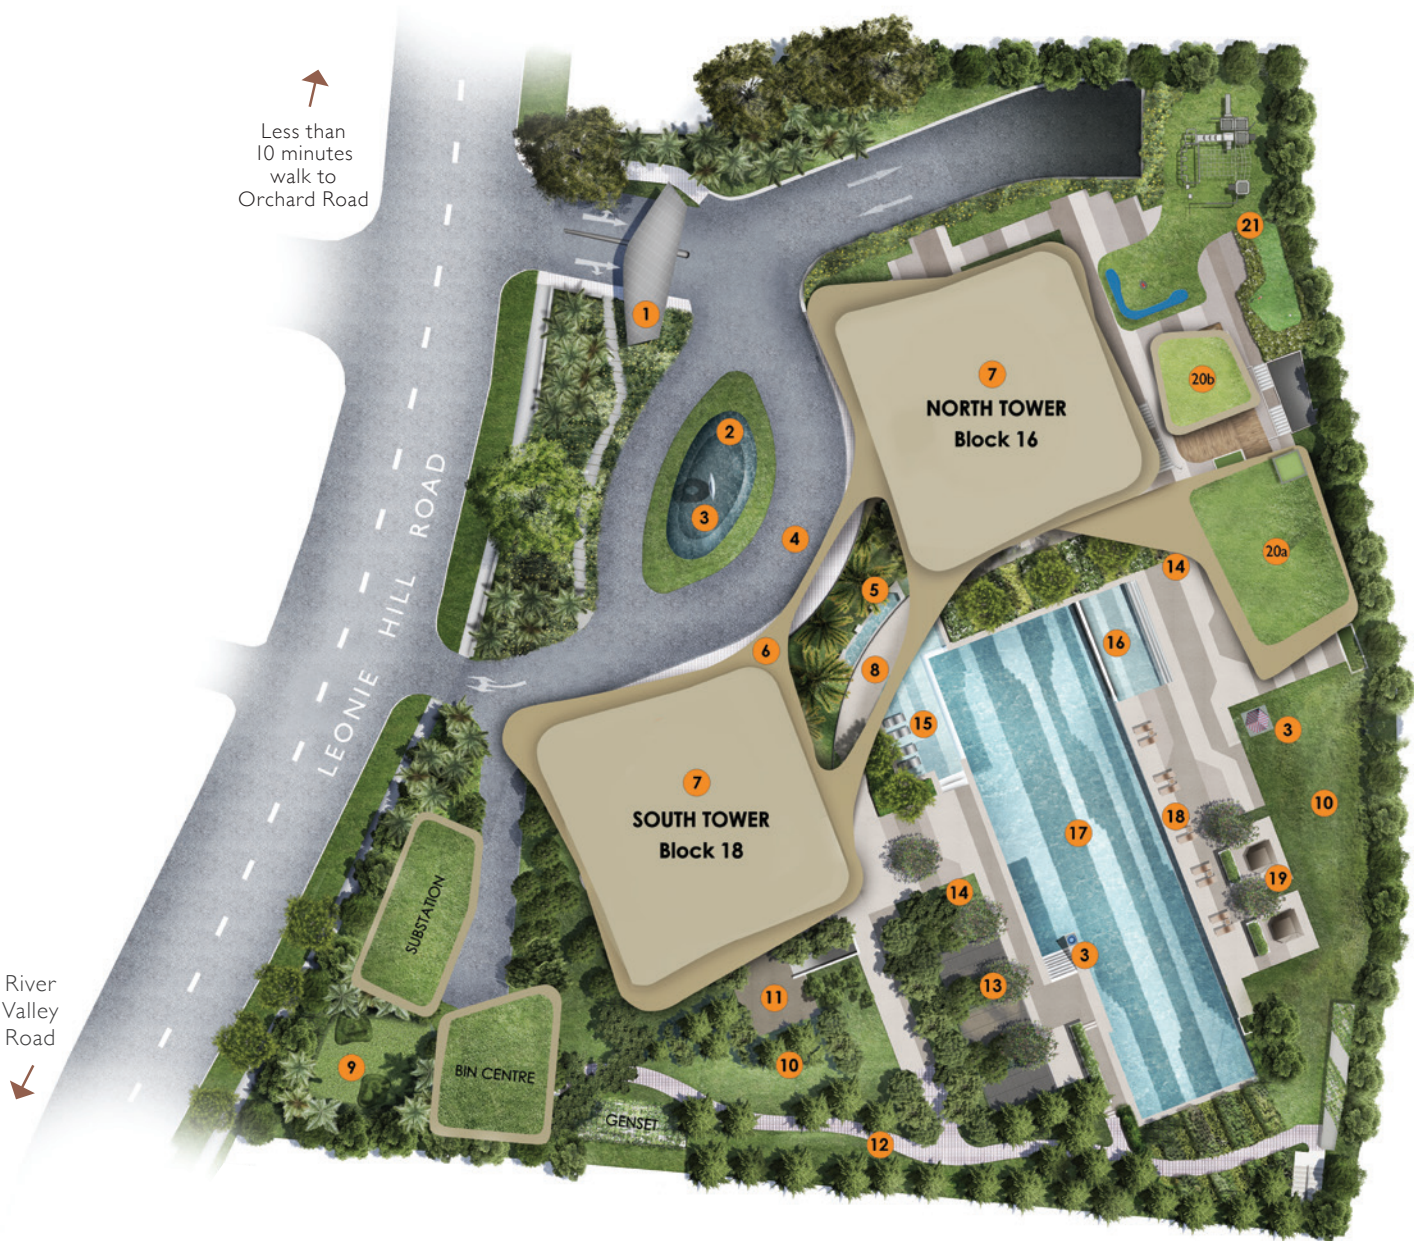 Less than
10 minutes
walk to
Orchard Road
21
1
7
NORTH TOWER
Block 16
20b
2
3
4
20a
14
5
6
8
16
15
3
10
LEONIE HILL ROAD
7
SOUTH TOWER
Block 18
17
18
19
14
SUBSTATION
3
13
11
River
Valley
Road
9
10
BIN CENTRE
GENSET
12